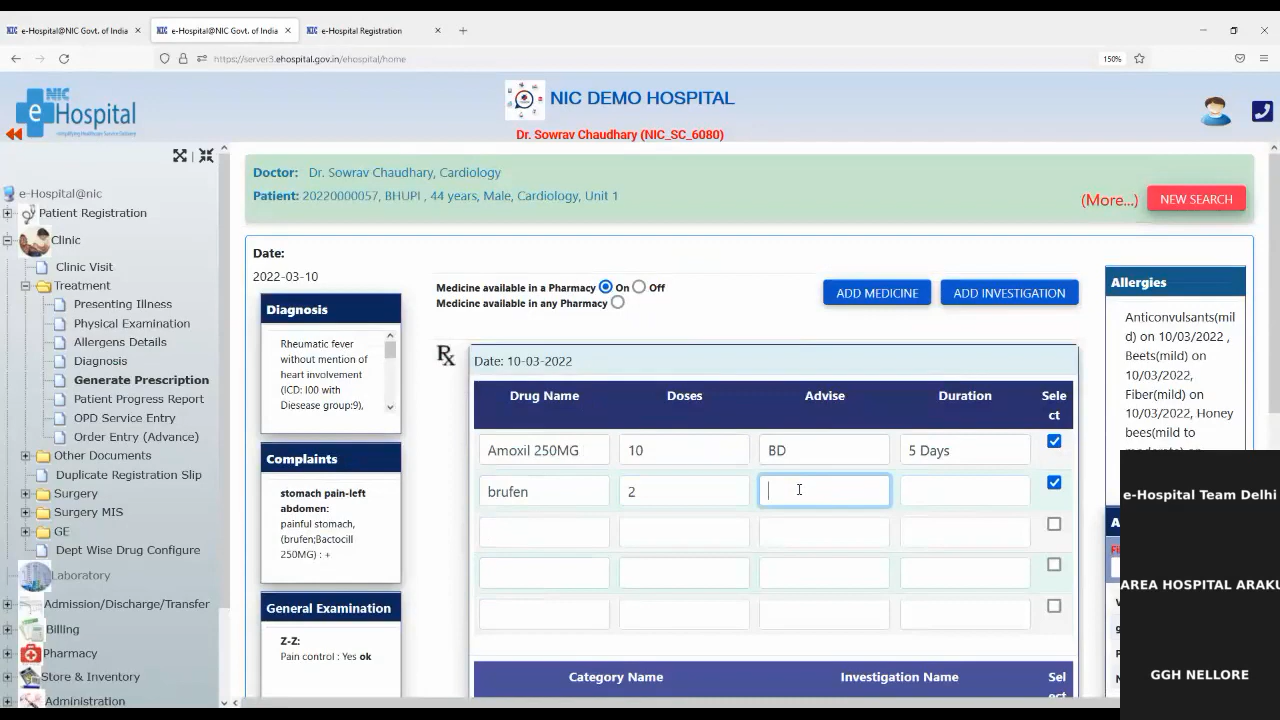 e-Hospital@NIC Govt. of India
e-Hospital@NIC Govt. of India
e-Hospital Registration
https://server3.ehospital.gov.in/ehospital/home
150%
NIC
eHospital
NIC DEMO HOSPITAL
Dr. Sowrav Chaudhary (NIC_SC_6080)
e-Hospital@nic
Patient Registration
Clinic
Clinic Visit
Treatment
Presenting Illness
Physical Examination
Allergens Details
Diagnosis
Generate Prescription
Patient Progress Report
OPD Service Entry
Order Entry (Advance)
Other Documents
Duplicate Registration Slip
Surgery
Surgery MIS
GE
Dept Wise Drug Configure
Laboratory
Admission/Discharge/Transfer
Billing
Pharmacy
Store & Inventory
Administration
Doctor: Dr. Sowrav Chaudhary, Cardiology
Patient: 20220000057, BHUPI , 44 years, Male, Cardiology, Unit 1
(More...)
NEW SEARCH
Date:
2022-03-10
Diagnosis
Rheumatic fever
without mention of
heart involvement
(ICD: I00 with
Diesease group:9),
Complaints
stomach pain-left
abdomen:
painful stomach,
(brufen;Bactocill
250MG) : +
General Examination
Z-Z:
Pain control : Yes ok
Medicine available in a Pharmacy On Off
Medicine available in any Pharmacy
ADD MEDICINE
ADD INVESTIGATION
Rx
Date: 10-03-2022
Drug Name Doses Advise Duration Sele
ct
Amoxil 250MG 10 BD 5 Days
brufen 2
Category Name Investigation Name Sel
ect
Allergies
Anticonvulsants(mil
d) on 10/03/2022 ,
Beets(mild) on
10/03/2022,
Fiber(mild) on
10/03/2022, Honey
bees(mild to
e-Hospital Team Delhi
AREA HOSPITAL ARAKU
GGH NELLORE